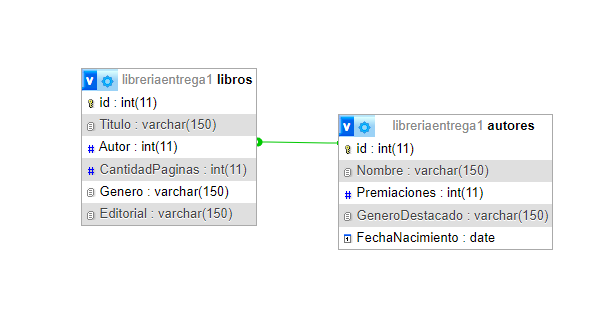 v libreriaentrega1 libros
id : int(11)
Titulo : varchar(150)
# Autor : int(11)
# CantidadPaginas : int(11)
Genero : varchar(150)
Editorial : varchar(150)
v libreriaentrega1 autores
id : int(11)
Nombre : varchar(150)
# Premiaciones : int(11)
GeneroDestacado : varchar(150)
FechaNacimiento : date